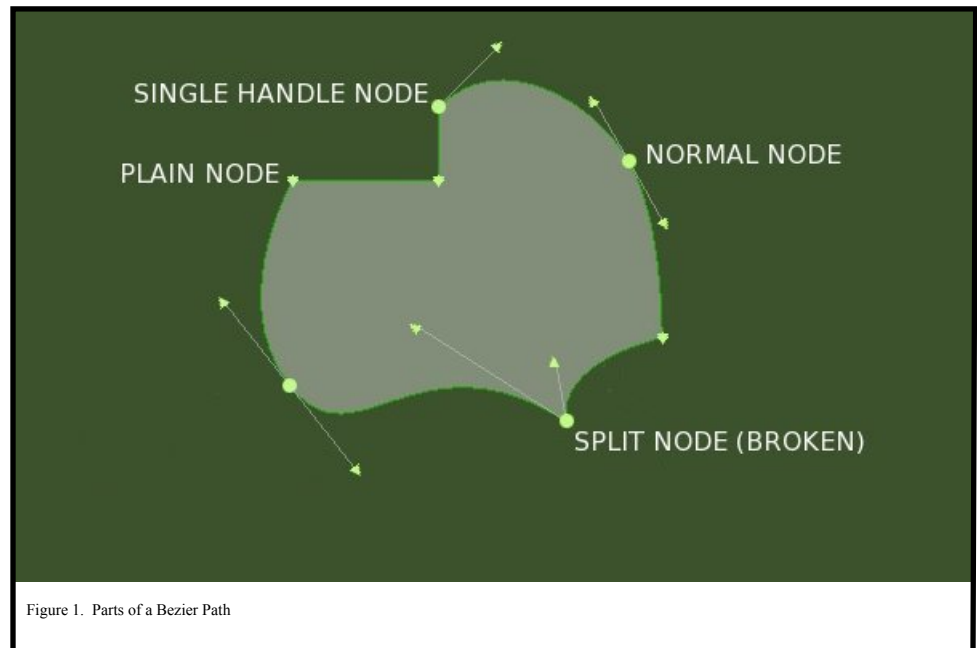 SINGLE HANDLE NODE
PLAIN NODE
NORMAL NODE
SPLIT NODE (BROKEN)
Figure 1. Parts of a Bezier Path